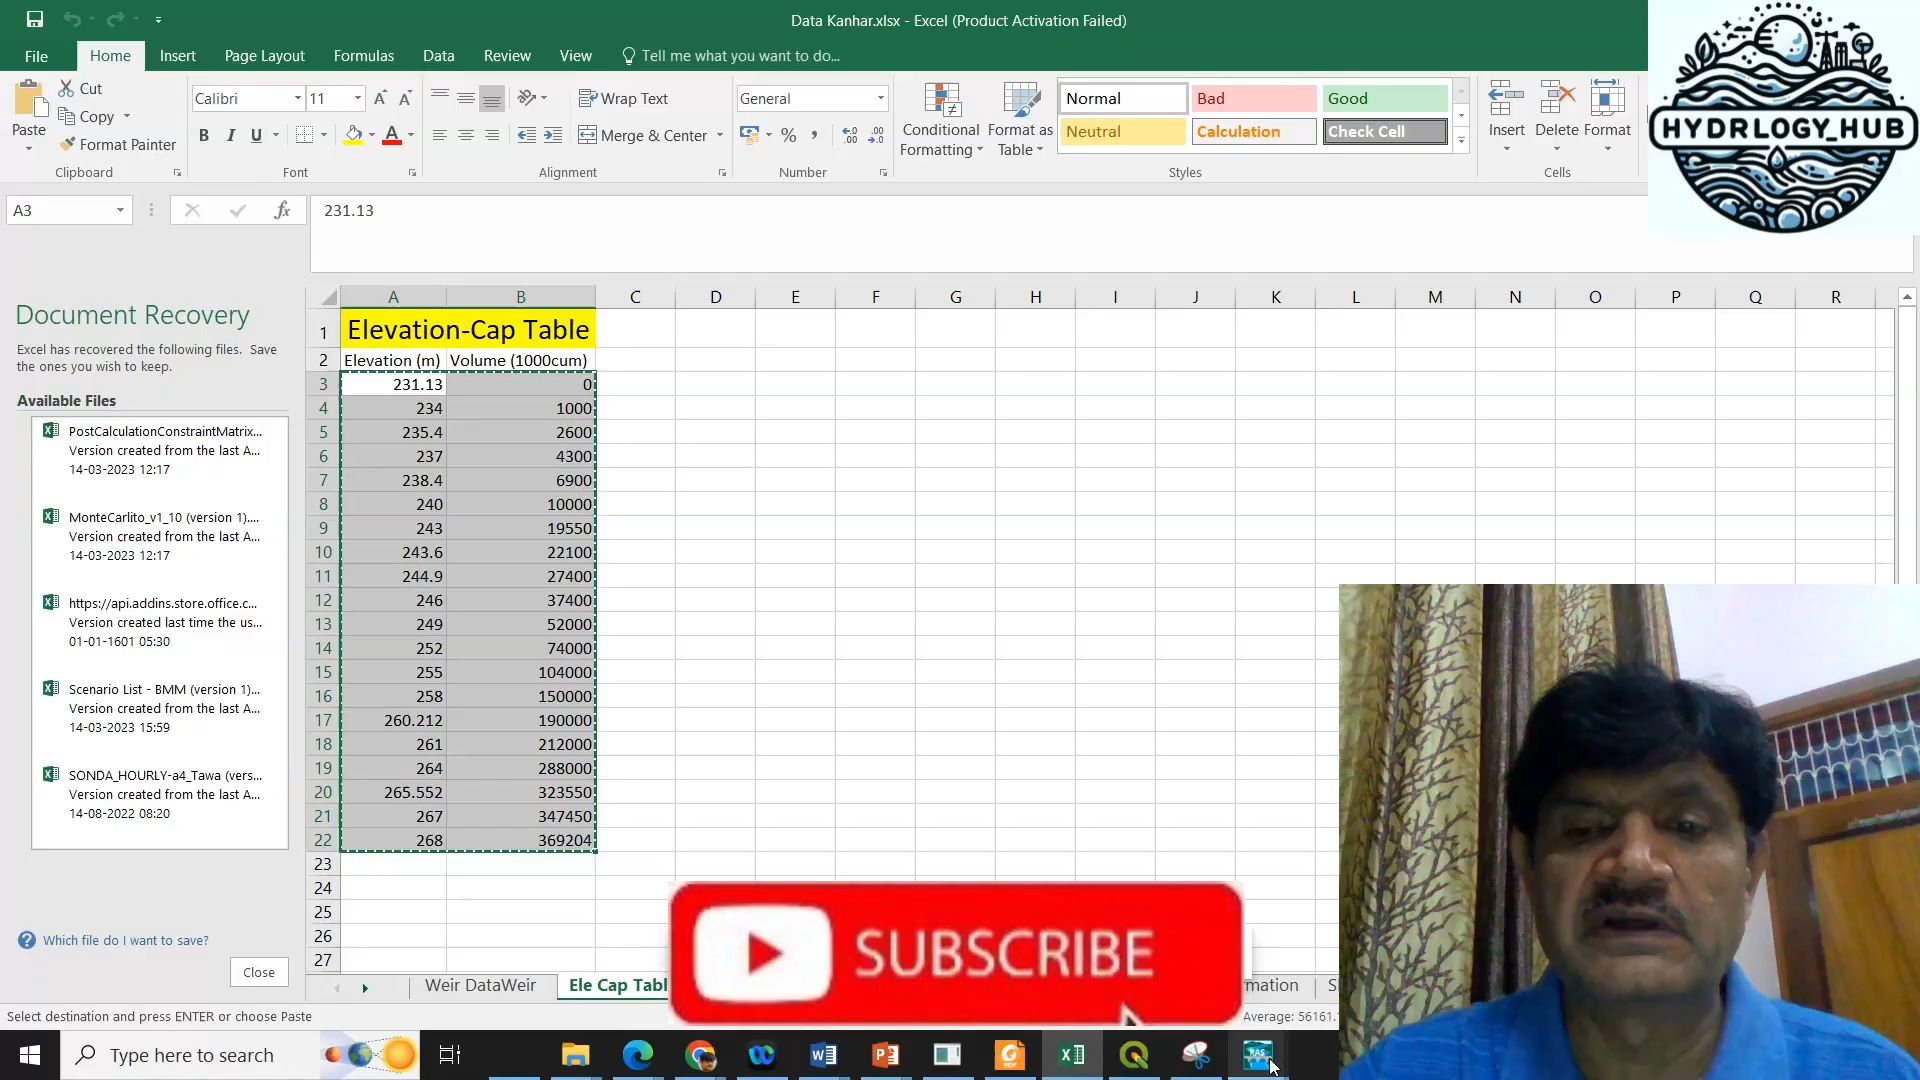 Data Kanhar.xlsx - Excel (Product Activation Failed)
File Home Insert Page Layout Formulas Data Review View Tell me what you want to do...
Paste
Cut
Copy
Format Painter
Clipboard
Calibri 11
B I U
Font
Wrap Text
Merge & Center
Alignment
General
%
Number
Conditional Formatting
Format as Table
Normal Bad Good
Neutral Calculation Check Cell
Styles
Insert Delete Format
Cells
HYDRLOGY_HUB
A3 fx 231.13
Document Recovery
Excel has recovered the following files. Save
the ones you wish to keep.
Available Files
PostCalculationConstraintMatrix...
Version created from the last A...
14-03-2023 12:17
MonteCarlito_v1_10 (version 1)....
Version created from the last A...
14-03-2023 12:17
https://api.addins.store.office.c...
Version created last time the us...
01-01-1601 05:30
Scenario List - BMM (version 1)...
Version created from the last A...
14-03-2023 15:59
SONDA_HOURLY-a4_Tawa (vers...
Version created from the last A...
14-08-2022 08:20
Which file do I want to save?
Close
A B C D E F G H I J K L M N O P Q R
1 Elevation-Cap Table
2 Elevation (m) Volume (1000cum)
3 231.13 0
4 234 1000
5 235.4 2600
6 237 4300
7 238.4 6900
8 240 10000
9 243 19550
10 243.6 22100
11 244.9 27400
12 246 37400
13 249 52000
14 252 74000
15 255 104000
16 258 150000
17 260.212 190000
18 261 212000
19 264 288000
20 265.552 323550
21 267 347450
22 268 369204
23
24
25
26
27
SUBSCRIBE
Weir DataWeir Ele Cap Tabl mation S
Select destination and press ENTER or choose Paste Average: 56161.
Type here to search
RAS